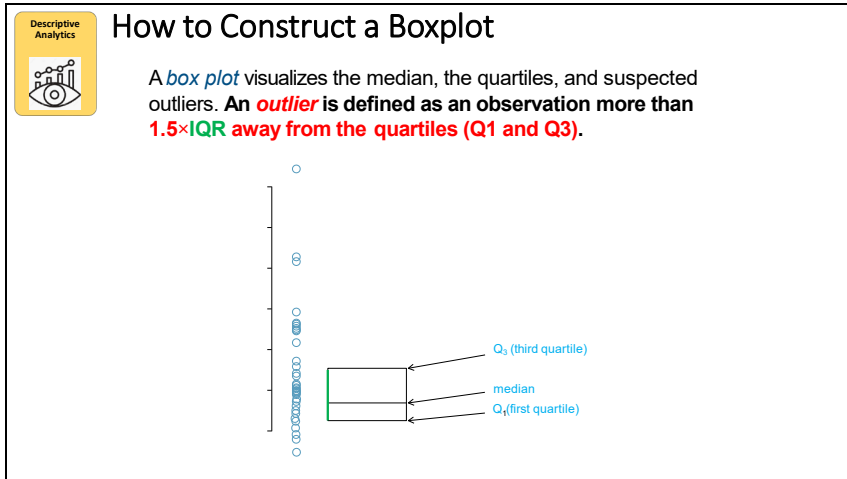 Descriptive
Analytics
How to Construct a Boxplot
A box plot visualizes the median, the quartiles, and suspected
outliers. An outlier is defined as an observation more than
1.5×IQR away from the quartiles (Q1 and Q3).
Q3 (third quartile)
median
Q1(first quartile)